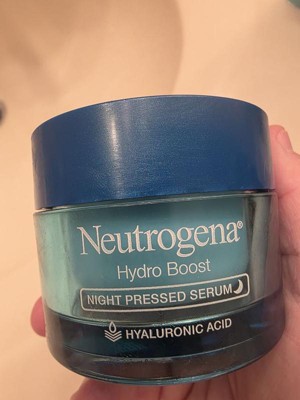 Neutrogena®
Hydro Boost
NIGHT PRESSED SERUM
HYALURONIC ACID